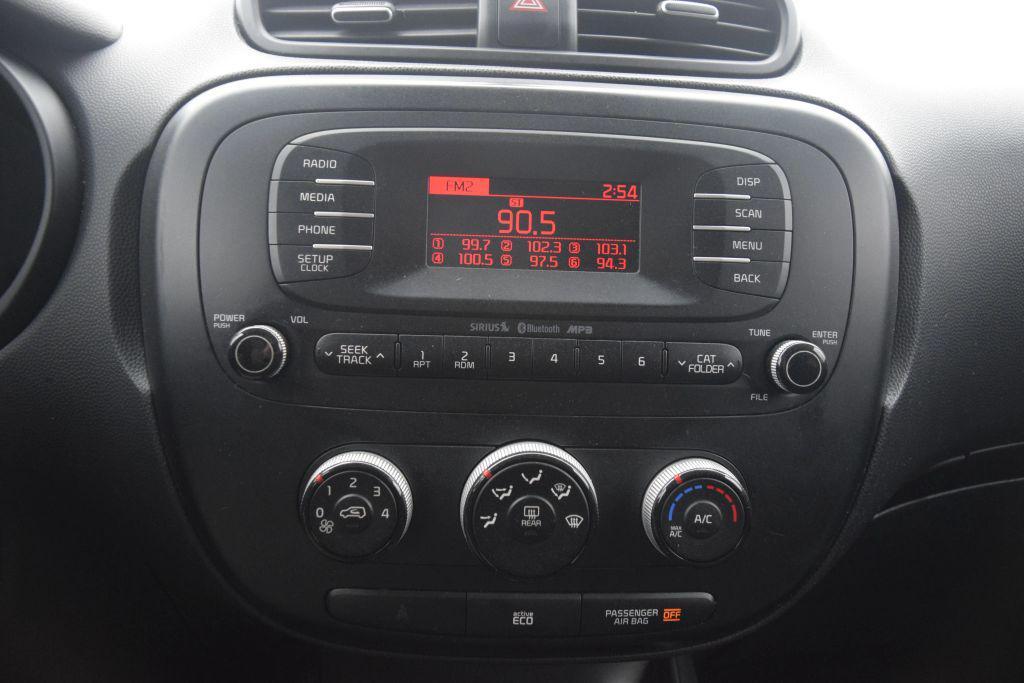 RADIO
MEDIA
PHONE
SETUP
CLOCK
FM2 2:54
ST
90.5
1 99.7 2 102.3 3 103.1
4 100.5 5 97.5 6 94.3
DISP
SCAN
MENU
BACK
POWER
PUSH
VOL
SIRIUS Bluetooth MP3
TUNE
ENTER
PUSH
FILE
SEEK
TRACK
1
RPT
2
RDM
3
4
5
6
CAT
FOLDER
0 1 2 3 4
REAR
A/C
MAX
A/C
active
ECO
PASSENGER
AIR BAG
OFF